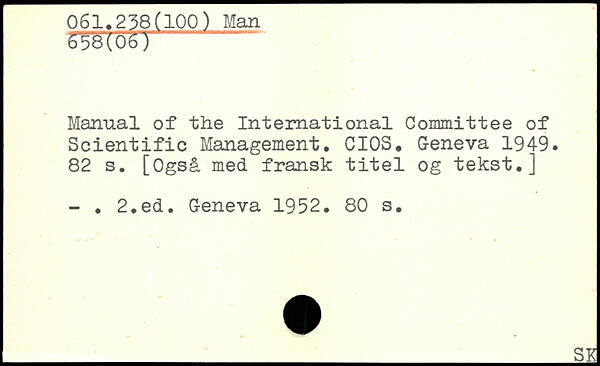 061.238(100) Man
658(06)
Manual of the International Committee of
Scientific Management. CIOS. Geneva 1949.
82 s. [Også med fransk titel og tekst.]
- . 2.ed. Geneva 1952. 80 s.
SK